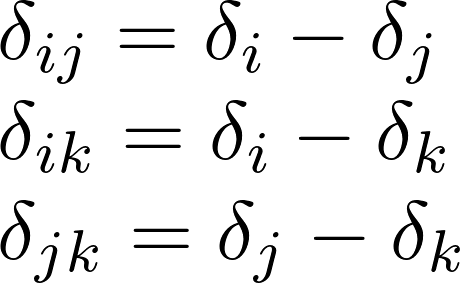 δ_{ij} = δ_i − δ_j
δ_{ik} = δ_i − δ_k
δ_{jk} = δ_j − δ_k